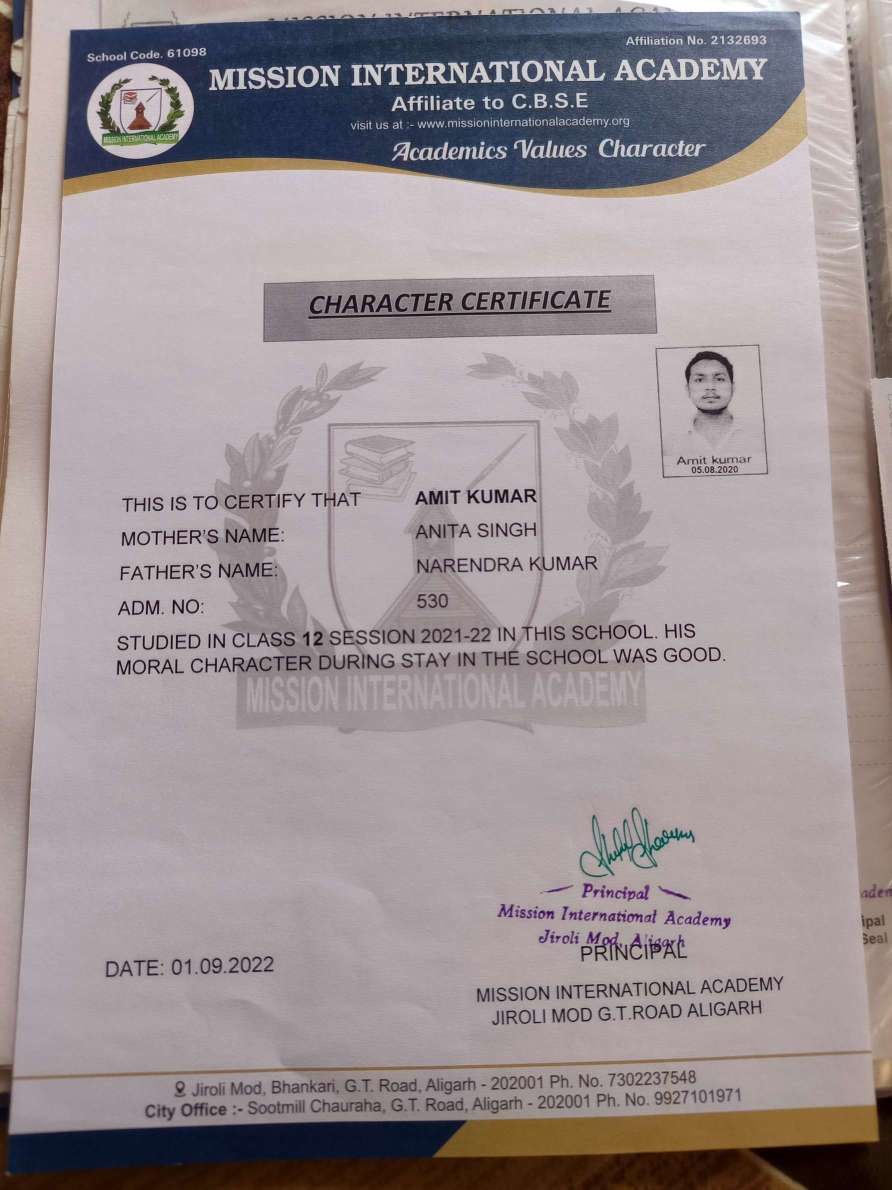 School Code. 61098
Affiliation No. 2132693
MISSION INTERNATIONAL ACADEMY
Affiliate to C.B.S.E
visit us at :- www.missioninternationalacademy.org
Academics Values Character
MISSION INTERNATIONAL ACADEMY
CHARACTER CERTIFICATE
Amit kumar
05.08.2020
THIS IS TO CERTIFY THAT AMIT KUMAR
MOTHER'S NAME: ANITA SINGH
FATHER'S NAME: NARENDRA KUMAR
ADM. NO: 530
STUDIED IN CLASS 12 SESSION 2021-22 IN THIS SCHOOL. HIS
MORAL CHARACTER DURING STAY IN THE SCHOOL WAS GOOD.
MISSION INTERNATIONAL ACADEMY
Principal
Mission International Academy
Jiroli Mod, Aligarh
PRINCIPAL
DATE: 01.09.2022
MISSION INTERNATIONAL ACADEMY
JIROLI MOD G.T.ROAD ALIGARH
Jiroli Mod, Bhankari, G.T. Road, Aligarh - 202001 Ph. No. 7302237548
City Office :- Sootmill Chauraha, G.T. Road, Aligarh - 202001 Ph. No. 9927101971